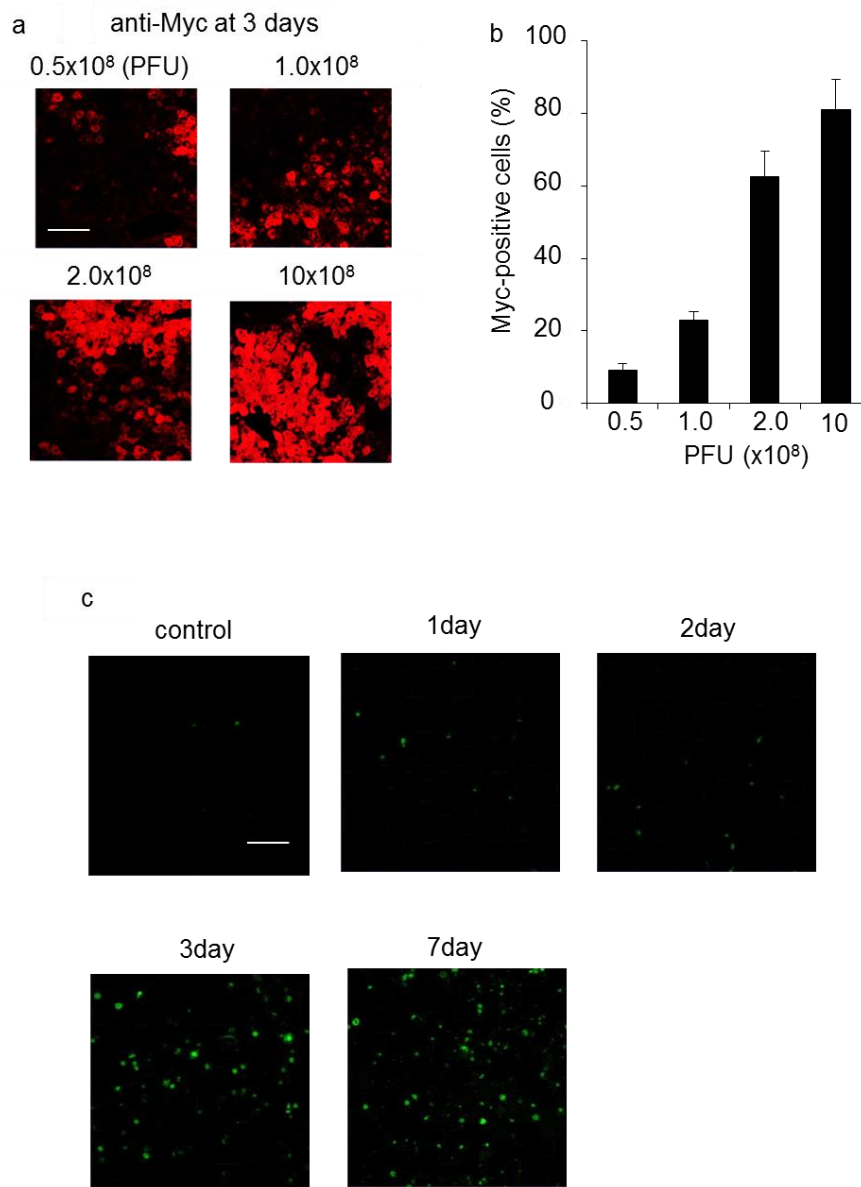 a
anti-Myc at 3 days
0.5x10⁸ (PFU)
1.0x10⁸
2.0x10⁸
10x10⁸
b
Myc-positive cells (%)
100
80
60
40
20
0
0.5
1.0
2.0
10
PFU (x10⁸)
c
control
1day
2day
3day
7day